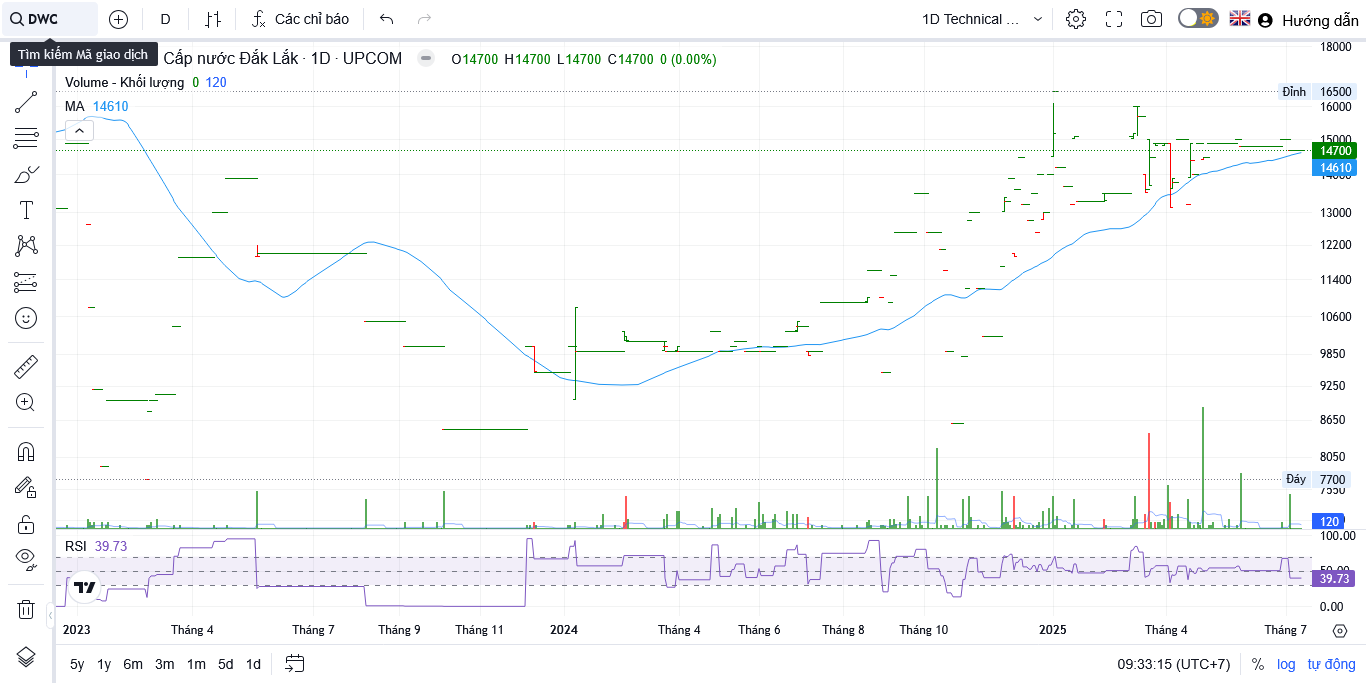 DWC
D
Các chỉ báo
1D Technical ...
Hướng dẫn
Tìm kiếm Mã giao dịch
Cấp nước Đắk Lắk · 1D · UPCOM
O14700 H14700 L14700 C14700 0 (0.00%)
Volume - Khối lượng 0 120
MA 14610
18000
Đỉnh 16500
16000
15000
14700
14610
14000
13000
12200
11400
10600
9850
9250
8650
8050
Đáy 7700
7550
120
RSI 39.73
100.00
50.00
39.73
0.00
2023 Tháng 4 Tháng 7 Tháng 9 Tháng 11 2024 Tháng 4 Tháng 6 Tháng 8 Tháng 10 2025 Tháng 4 Tháng 7
5y 1y 6m 3m 1m 5d 1d
09:33:15 (UTC+7) % log tự động